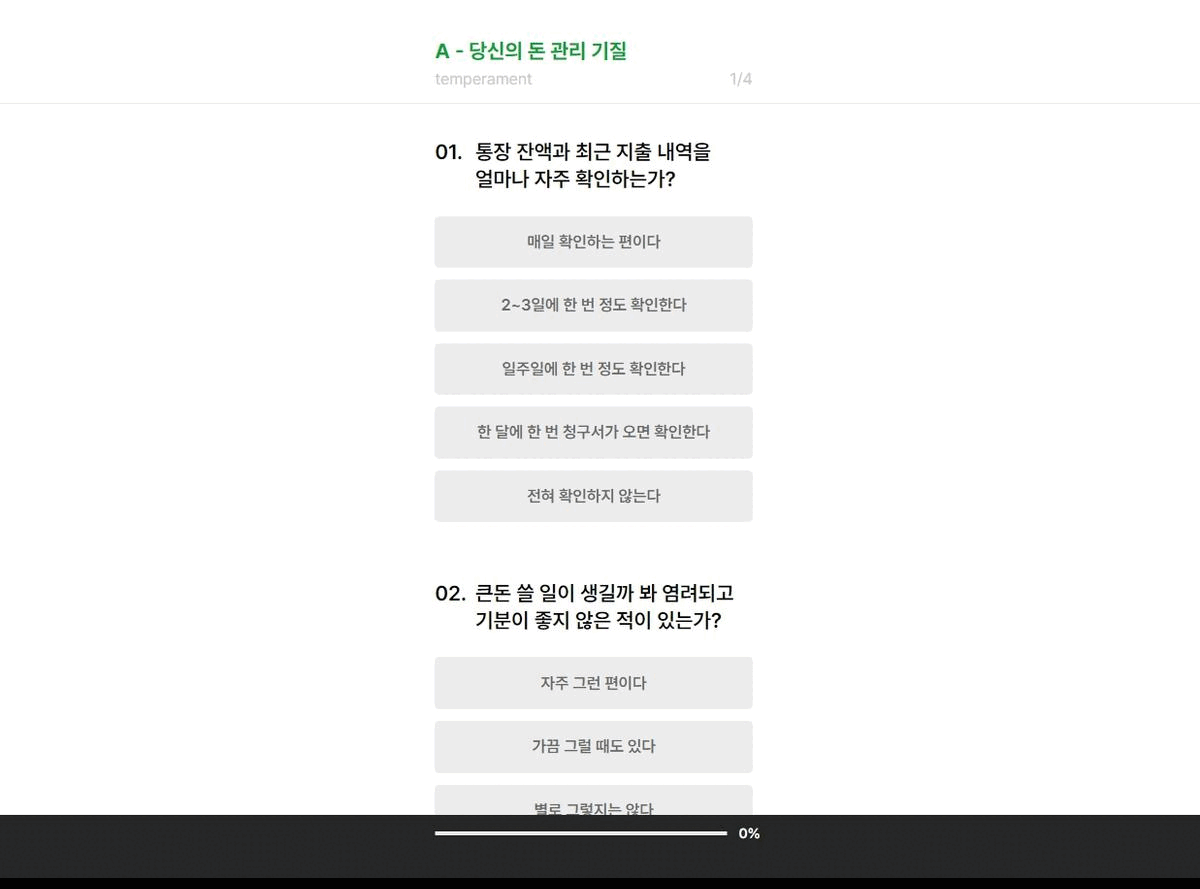 A - 당신의 돈 관리 기질
temperament 1/4
01. 통장 잔액과 최근 지출 내역을
얼마나 자주 확인하는가?
매일 확인하는 편이다
2~3일에 한 번 정도 확인한다
일주일에 한 번 정도 확인한다
한 달에 한 번 청구서가 오면 확인한다
전혀 확인하지 않는다
02. 큰돈 쓸 일이 생길까 봐 염려되고
기분이 좋지 않은 적이 있는가?
자주 그런 편이다
가끔 그럴 때도 있다
별로 그렇지는 않다
0%